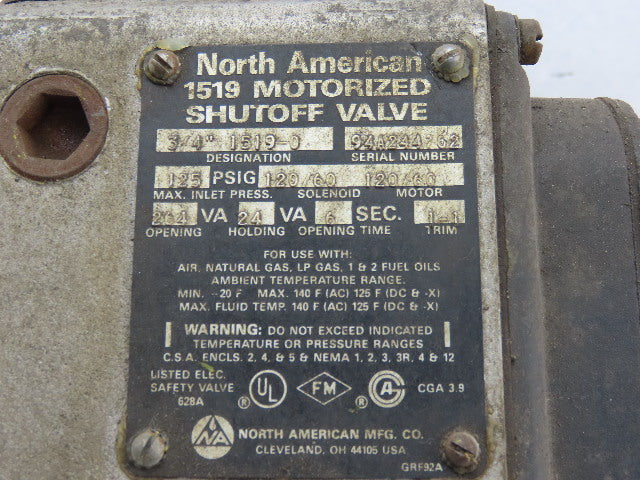 North American
1519 MOTORIZED
SHUTOFF VALVE
3/4" 1519-0 94A244762
DESIGNATION SERIAL NUMBER
125 PSIG 120/60 120/60
MAX. INLET PRESS. SOLENOID MOTOR
264 VA 24 VA 6 SEC. 1-1
OPENING HOLDING OPENING TIME TRIM
FOR USE WITH:
AIR, NATURAL GAS, LP GAS, 1 & 2 FUEL OILS
AMBIENT TEMPERATURE RANGE.
MIN. -20 F MAX. 140 F (AC) 125 F (DC & -X)
MAX. FLUID TEMP. 140 F (AC) 125 F (DC & -X)
WARNING: DO NOT EXCEED INDICATED
TEMPERATURE OR PRESSURE RANGES
C.S.A. ENCLS. 2, 4, & 5 & NEMA 1, 2, 3, 3R, 4 & 12
LISTED ELEC.
SAFETY VALVE
628A
® UL FM ® CGA 3.9
NA NORTH AMERICAN MFG. CO.
CLEVELAND, OH 44105 USA
GRF92A